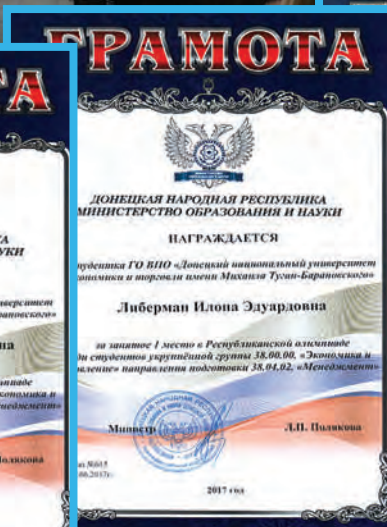 ГРАМОТА
ДОНЕЦКАЯ НАРОДНАЯ РЕСПУБЛИКА
МИНИСТЕРСТВО ОБРАЗОВАНИЯ И НАУКИ
НАГРАЖДАЕТСЯ
студентка ГО ВПО «Донецкий национальный университет
экономики и торговли имени Михаила Туган-Барановского»
Либерман Илона Эдуардовна
за занятое 1 место в Республиканской олимпиаде
студентов укрупнённой группы 38.00.00. «Экономика и
управление» направления подготовки 38.04.02. «Менеджмент»
Министр
Л.П. Полякова
2017 год